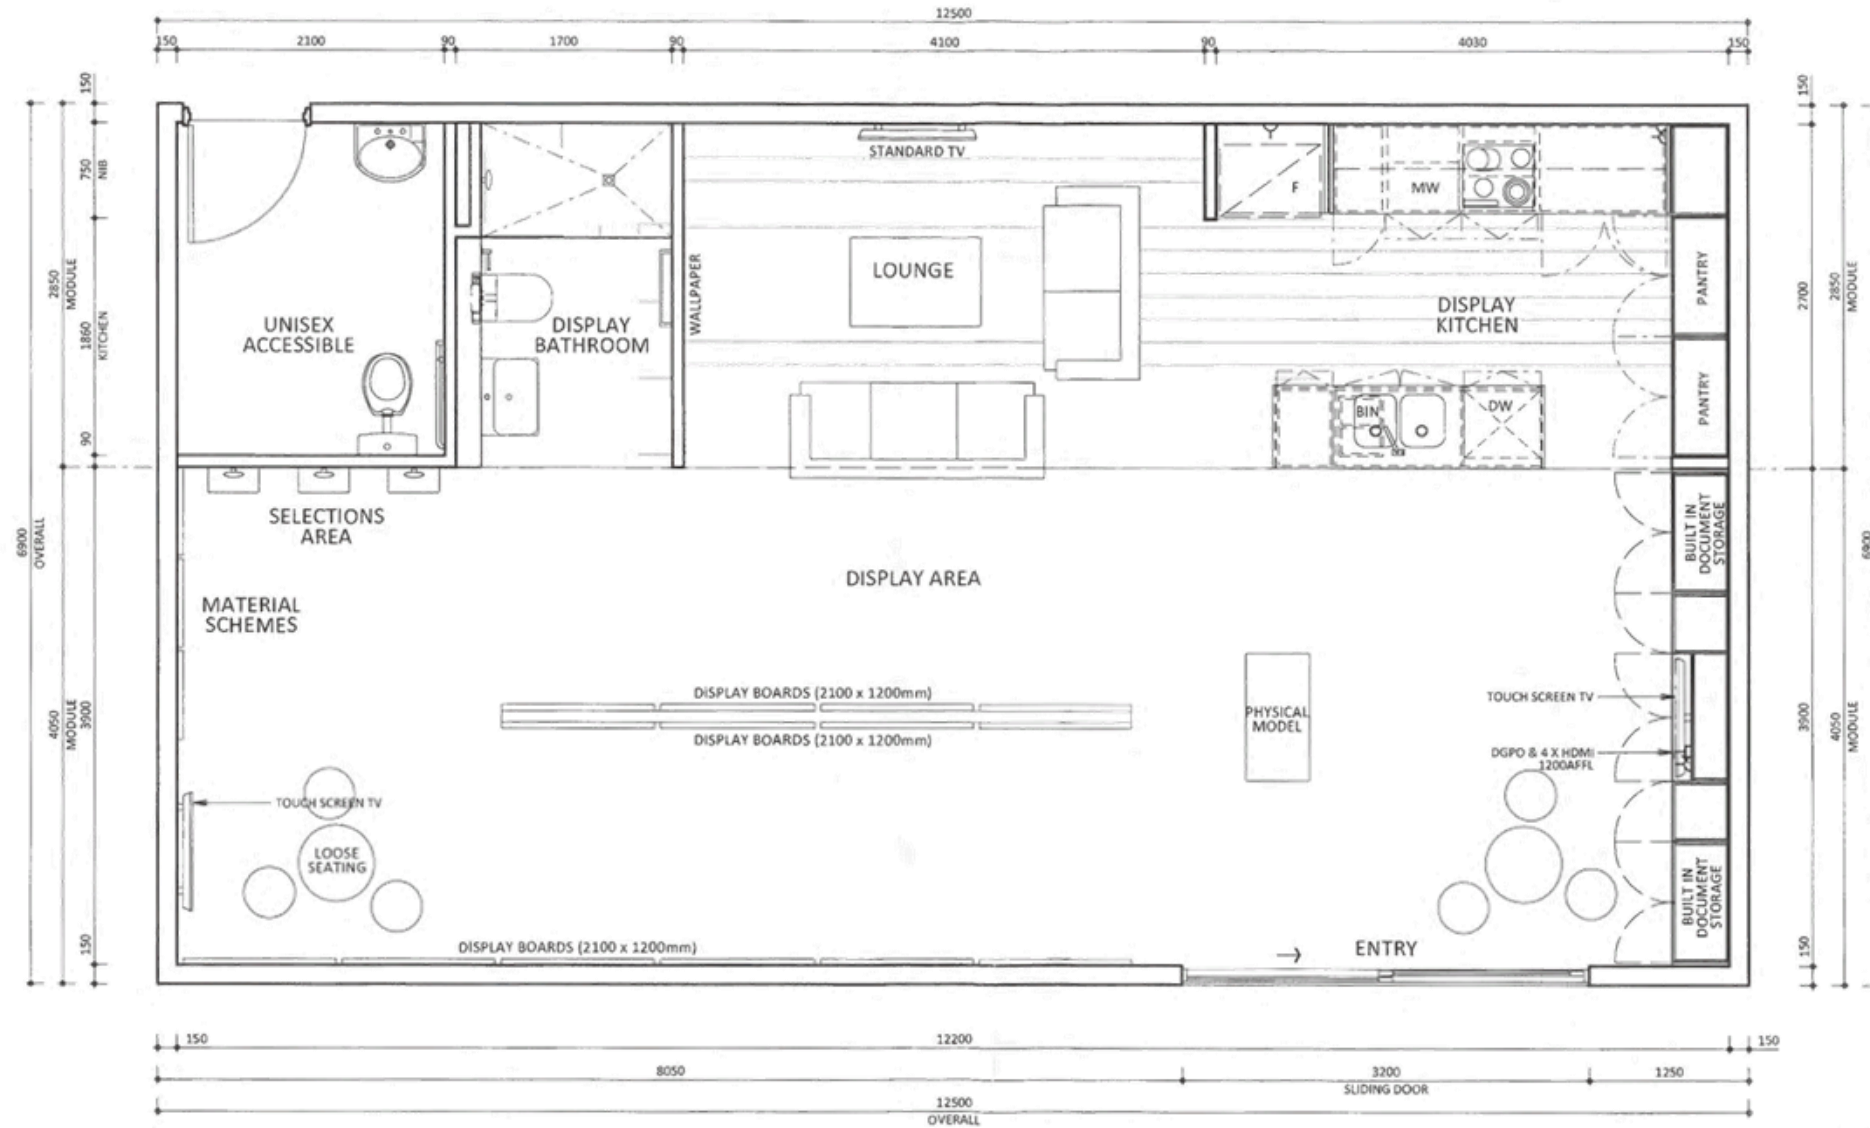 12500
150
2100
90
1700
90
4100
90
4030
150
150
750
NIB
2850
MODULE
1860
KITCHEN
90
6900
OVERALL
4050
MODULE
3900
150
150
2700
2850
MODULE
6900
3900
4050
MODULE
150
STANDARD TV
F
MW
WALLPAPER
LOUNGE
PANTRY
UNISEX
ACCESSIBLE
DISPLAY
BATHROOM
DISPLAY
KITCHEN
PANTRY
BIN
DW
SELECTIONS
AREA
BUILT IN
DOCUMENT
STORAGE
DISPLAY AREA
MATERIAL
SCHEMES
DISPLAY BOARDS (2100 x 1200mm)
DISPLAY BOARDS (2100 x 1200mm)
PHYSICAL
MODEL
TOUCH SCREEN TV
DGPO & 4 X HDMI
1200AFFL
TOUCH SCREEN TV
LOOSE
SEATING
BUILT IN
DOCUMENT
STORAGE
DISPLAY BOARDS (2100 x 1200mm)
ENTRY
150
12200
150
8050
3200
SLIDING DOOR
1250
12500
OVERALL